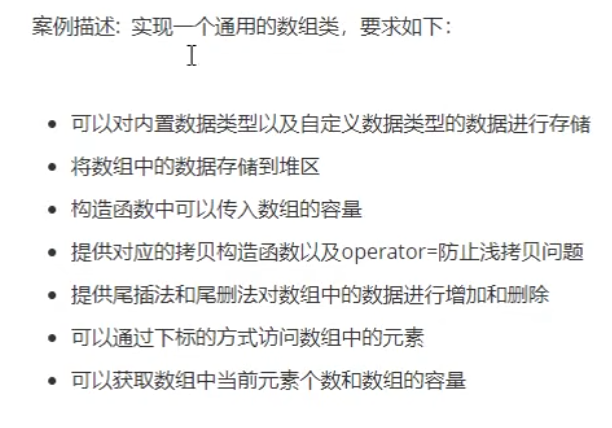 案例描述: 实现一个通用的数组类，要求如下：
• 可以对内置数据类型以及自定义数据类型的数据进行存储
• 将数组中的数据存储到堆区
• 构造函数中可以传入数组的容量
• 提供对应的拷贝构造函数以及operator=防止浅拷贝问题
• 提供尾插法和尾删法对数组中的数据进行增加和删除
• 可以通过下标的方式访问数组中的元素
• 可以获取数组中当前元素个数和数组的容量